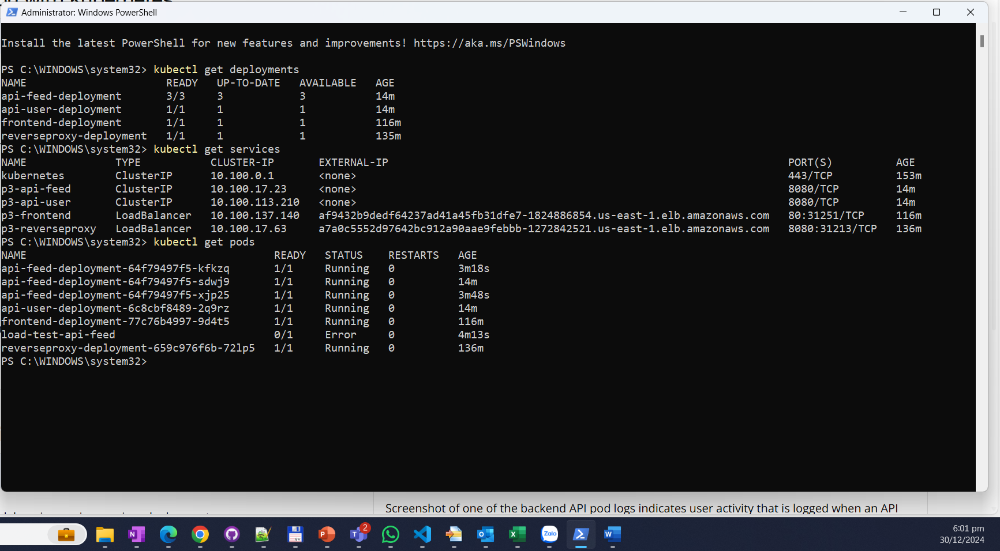 Administrator: Windows PowerShell
Install the latest PowerShell for new features and improvements! https://aka.ms/PSWindows
PS C:\WINDOWS\system32> kubectl get deployments
NAME READY UP-TO-DATE AVAILABLE AGE
api-feed-deployment 3/3 3 3 14m
api-user-deployment 1/1 1 1 14m
frontend-deployment 1/1 1 1 116m
reverseproxy-deployment 1/1 1 1 135m
PS C:\WINDOWS\system32> kubectl get services
NAME TYPE CLUSTER-IP EXTERNAL-IP PORT(S) AGE
kubernetes ClusterIP 10.100.0.1 <none> 443/TCP 153m
p3-api-feed ClusterIP 10.100.17.23 <none> 8080/TCP 14m
p3-api-user ClusterIP 10.100.113.210 <none> 8080/TCP 14m
p3-frontend LoadBalancer 10.100.137.140 af9432b9dedf64237ad41a45fb31dfe7-1824886854.us-east-1.elb.amazonaws.com 80:31251/TCP 116m
p3-reverseproxy LoadBalancer 10.100.17.63 a7a0c5552d97642bc912a90aae9febbb-1272842521.us-east-1.elb.amazonaws.com 8080:31213/TCP 136m
PS C:\WINDOWS\system32> kubectl get pods
NAME READY STATUS RESTARTS AGE
api-feed-deployment-64f79497f5-kfkzq 1/1 Running 0 3m18s
api-feed-deployment-64f79497f5-sdwj9 1/1 Running 0 14m
api-feed-deployment-64f79497f5-xjp25 1/1 Running 0 3m48s
api-user-deployment-6c8cbf8489-2q9rz 1/1 Running 0 14m
frontend-deployment-77c76b4997-9d4t5 1/1 Running 0 116m
load-test-api-feed 0/1 Error 0 4m13s
reverseproxy-deployment-659c976f6b-72lp5 1/1 Running 0 136m
PS C:\WINDOWS\system32>
Screenshot of one of the backend API pod logs indicates user activity that is logged when an API
2
Zalo
6:01 pm
30/12/2024